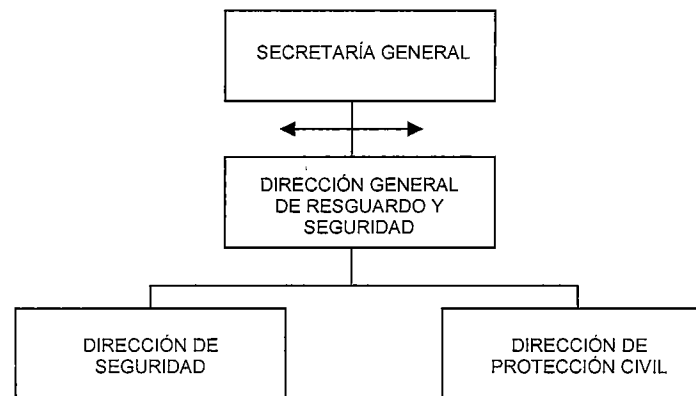 SECRETARÍA GENERAL
DIRECCIÓN GENERAL
DE RESGUARDO Y
SEGURIDAD
DIRECCIÓN DE
SEGURIDAD
DIRECCIÓN DE
PROTECCIÓN CIVIL